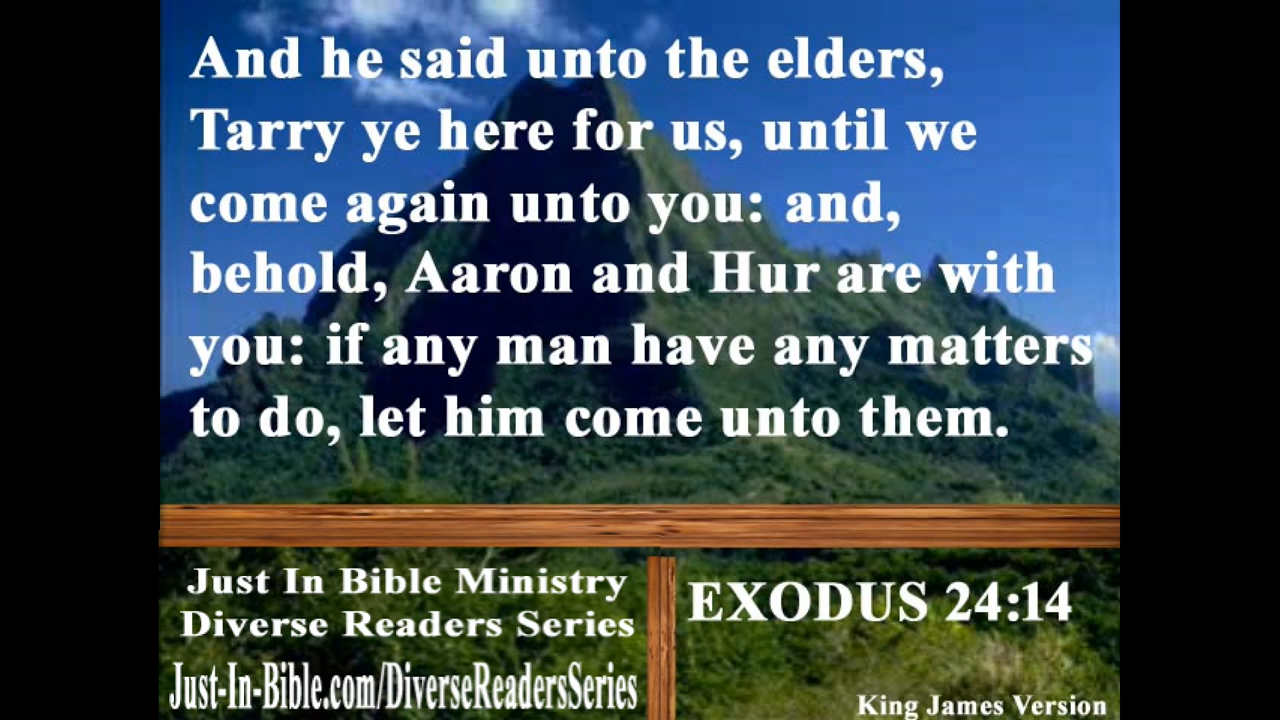 And he said unto the elders,
Tarry ye here for us, until we
come again unto you: and,
behold, Aaron and Hur are with
you: if any man have any matters
to do, let him come unto them.
Just In Bible Ministry
Diverse Readers Series
Just-In-Bible.com/DiverseReadersSeries
EXODUS 24:14
King James Version